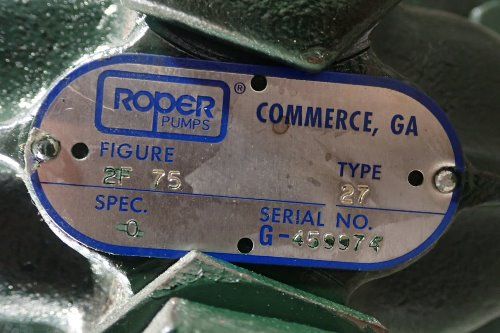 ROPER ®
PUMPS
COMMERCE, GA
FIGURE
2F 75
TYPE
27
SPEC.
0
SERIAL NO.
G-459974